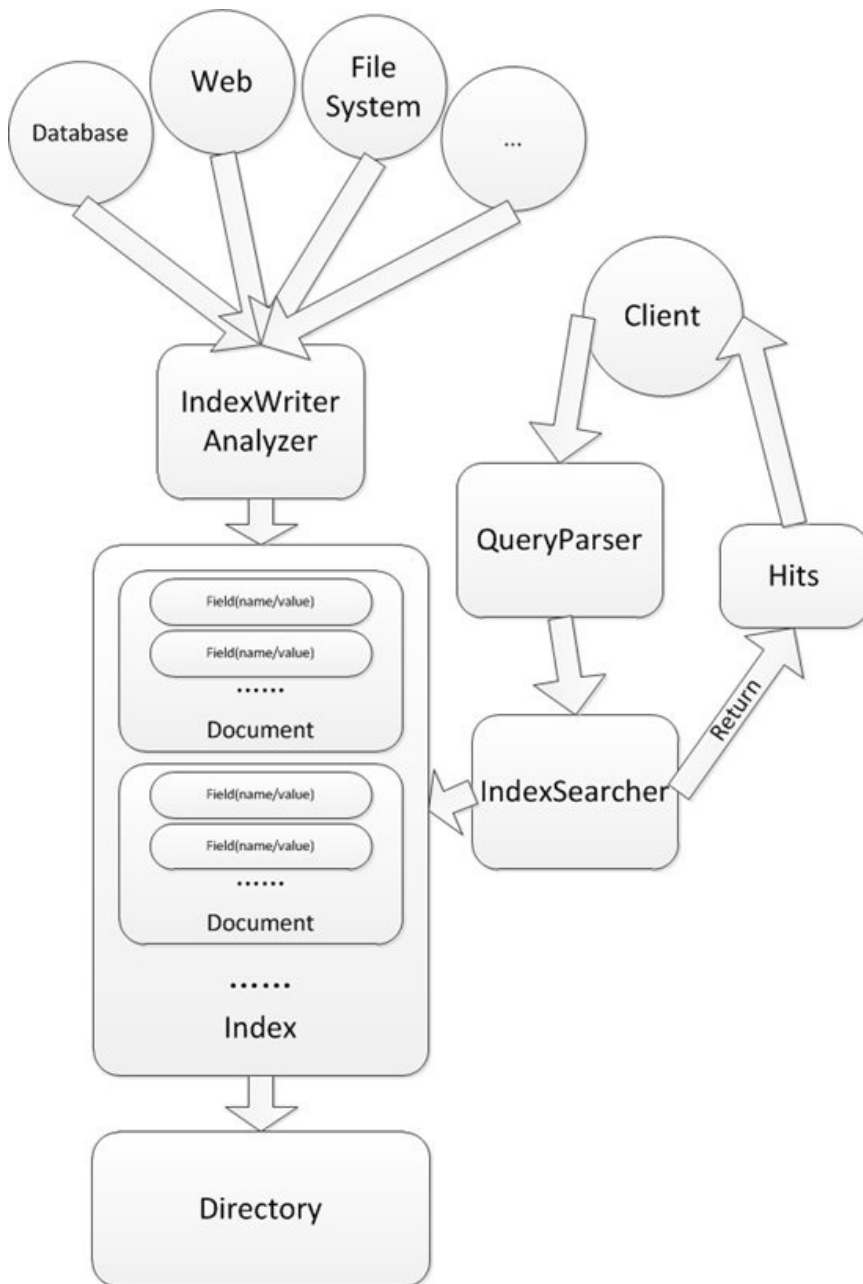 Database
Web
File
System
...
Client
IndexWriter
Analyzer
QueryParser
Hits
Field(name/value)
Field(name/value)
......
Document
Return
IndexSearcher
Field(name/value)
Field(name/value)
......
Document
......
Index
Directory